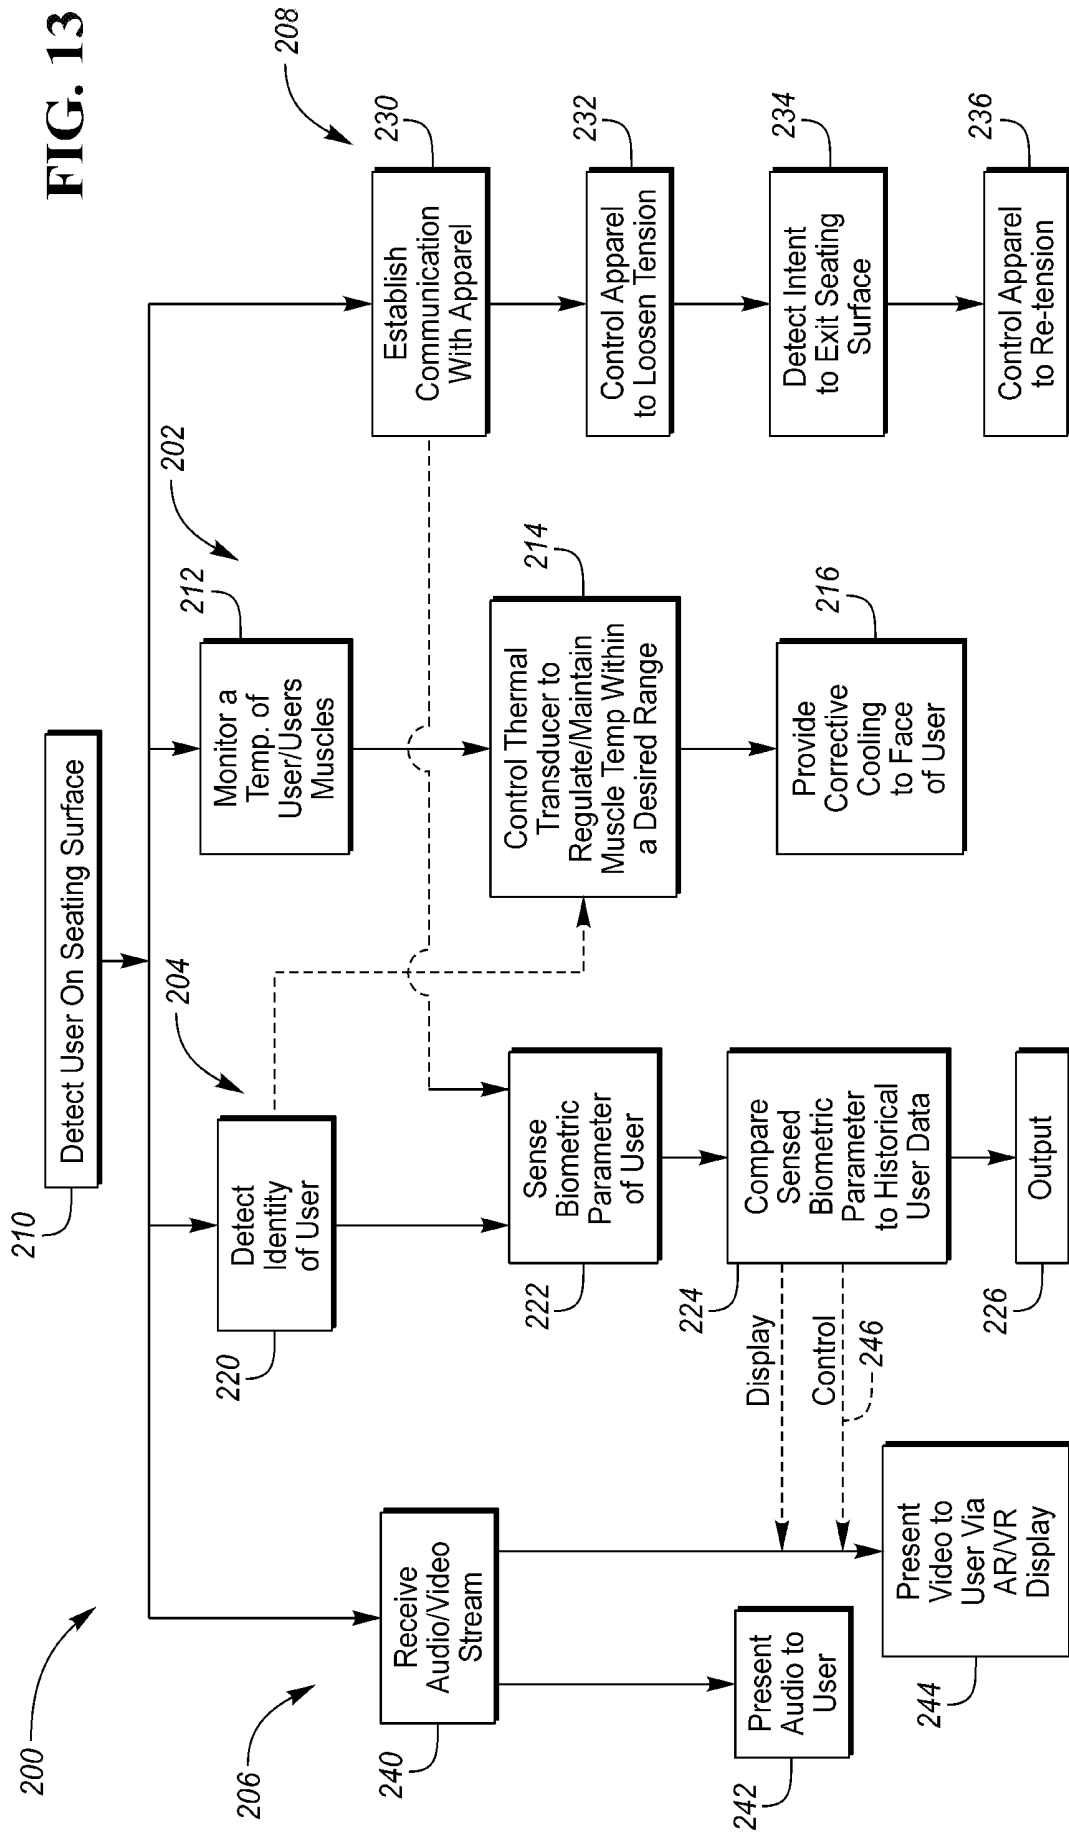 FIG. 13
200
210
Detect User On Seating Surface
206
240
Receive
Audio/Video
Stream
242
Present
Audio to
User
244
Present
Video to
User Via
AR/VR
Display
204
220
Detect
Identity
of User
222
Sense
Biometric
Parameter
of User
224
Compare
Sensed
Biometric
Parameter
to Historical
User Data
Display
Control
246
226
Output
202
212
Monitor a
Temp. of
User/Users
Muscles
214
Control Thermal
Transducer to
Regulate/Maintain
Muscle Temp Within
a Desired Range
216
Provide
Corrective
Cooling
to Face
of User
208
230
Establish
Communication
With Apparel
232
Control Apparel
to Loosen Tension
234
Detect Intent
to Exit Seating
Surface
236
Control Apparel
to Re-tension